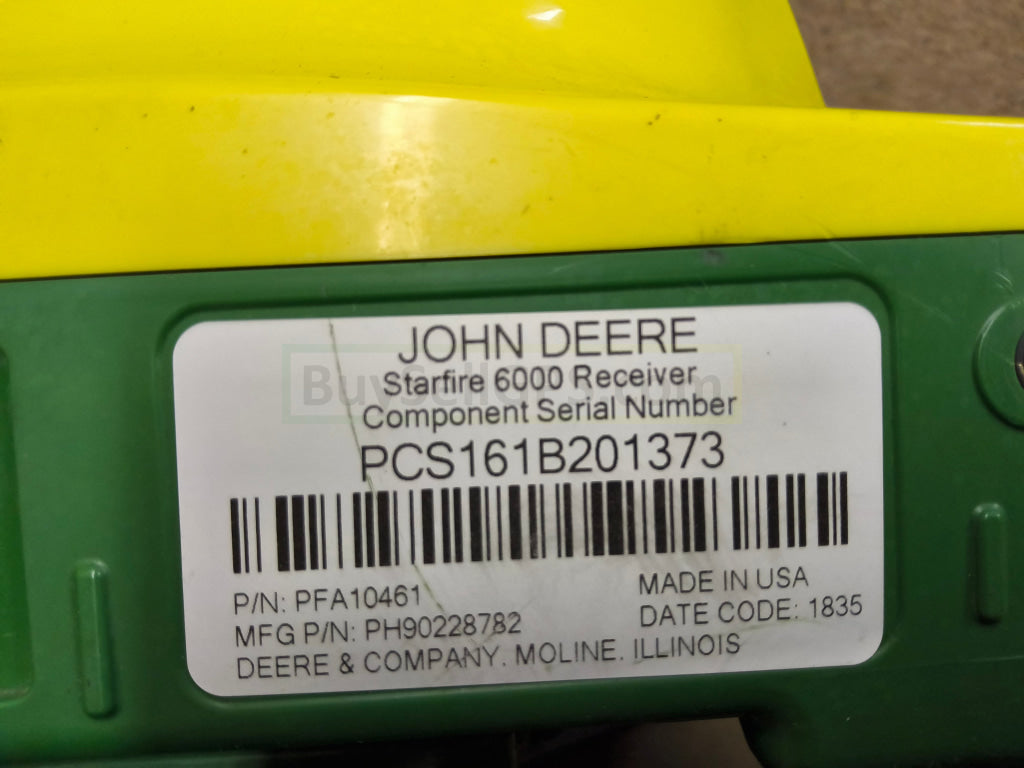 JOHN DEERE
Starfire 6000 Receiver
Component Serial Number
PCS161B201373
P/N: PFA10461
MADE IN USA
MFG P/N: PH90228782
DATE CODE: 1835
DEERE & COMPANY. MOLINE. ILLINOIS